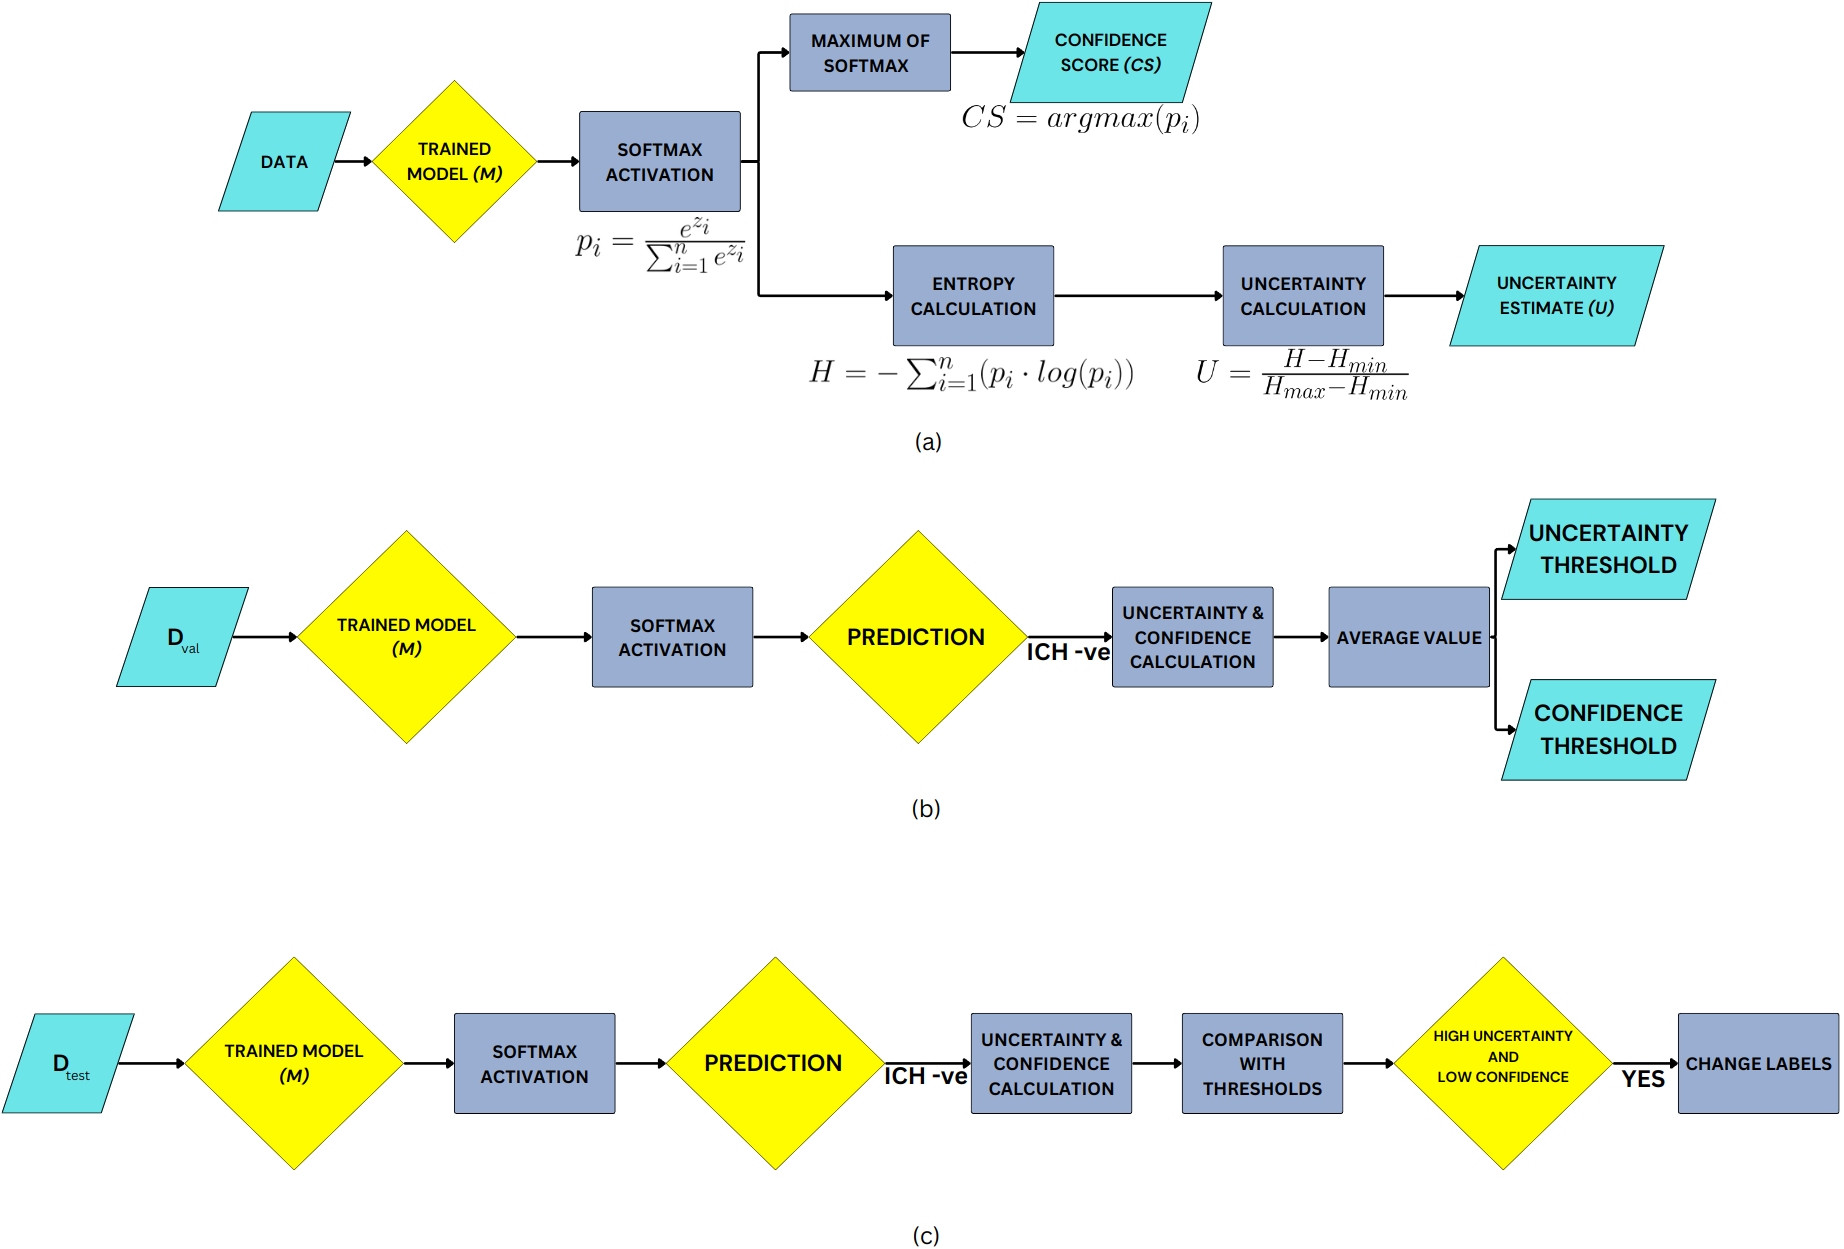 MAXIMUM OF
SOFTMAX
CONFIDENCE
SCORE (CS)
CS = argmax(p_i)
DATA
TRAINED
MODEL (M)
SOFTMAX
ACTIVATION
p_i = \frac{e^{z_i}}{\sum_{i=1}^{n} e^{z_i}}
ENTROPY
CALCULATION
H = -\sum_{i=1}^{n}(p_i \cdot log(p_i))
UNCERTAINTY
CALCULATION
U = \frac{H-H_{min}}{H_{max}-H_{min}}
UNCERTAINTY
ESTIMATE (U)
(a)
D_val
TRAINED MODEL
(M)
SOFTMAX
ACTIVATION
PREDICTION
ICH -ve
UNCERTAINTY &
CONFIDENCE
CALCULATION
AVERAGE VALUE
UNCERTAINTY
THRESHOLD
CONFIDENCE
THRESHOLD
(b)
D_test
TRAINED MODEL
(M)
SOFTMAX
ACTIVATION
PREDICTION
ICH -ve
UNCERTAINTY &
CONFIDENCE
CALCULATION
COMPARISON
WITH
THRESHOLDS
HIGH UNCERTAINTY
AND
LOW CONFIDENCE
YES
CHANGE LABELS
(c)